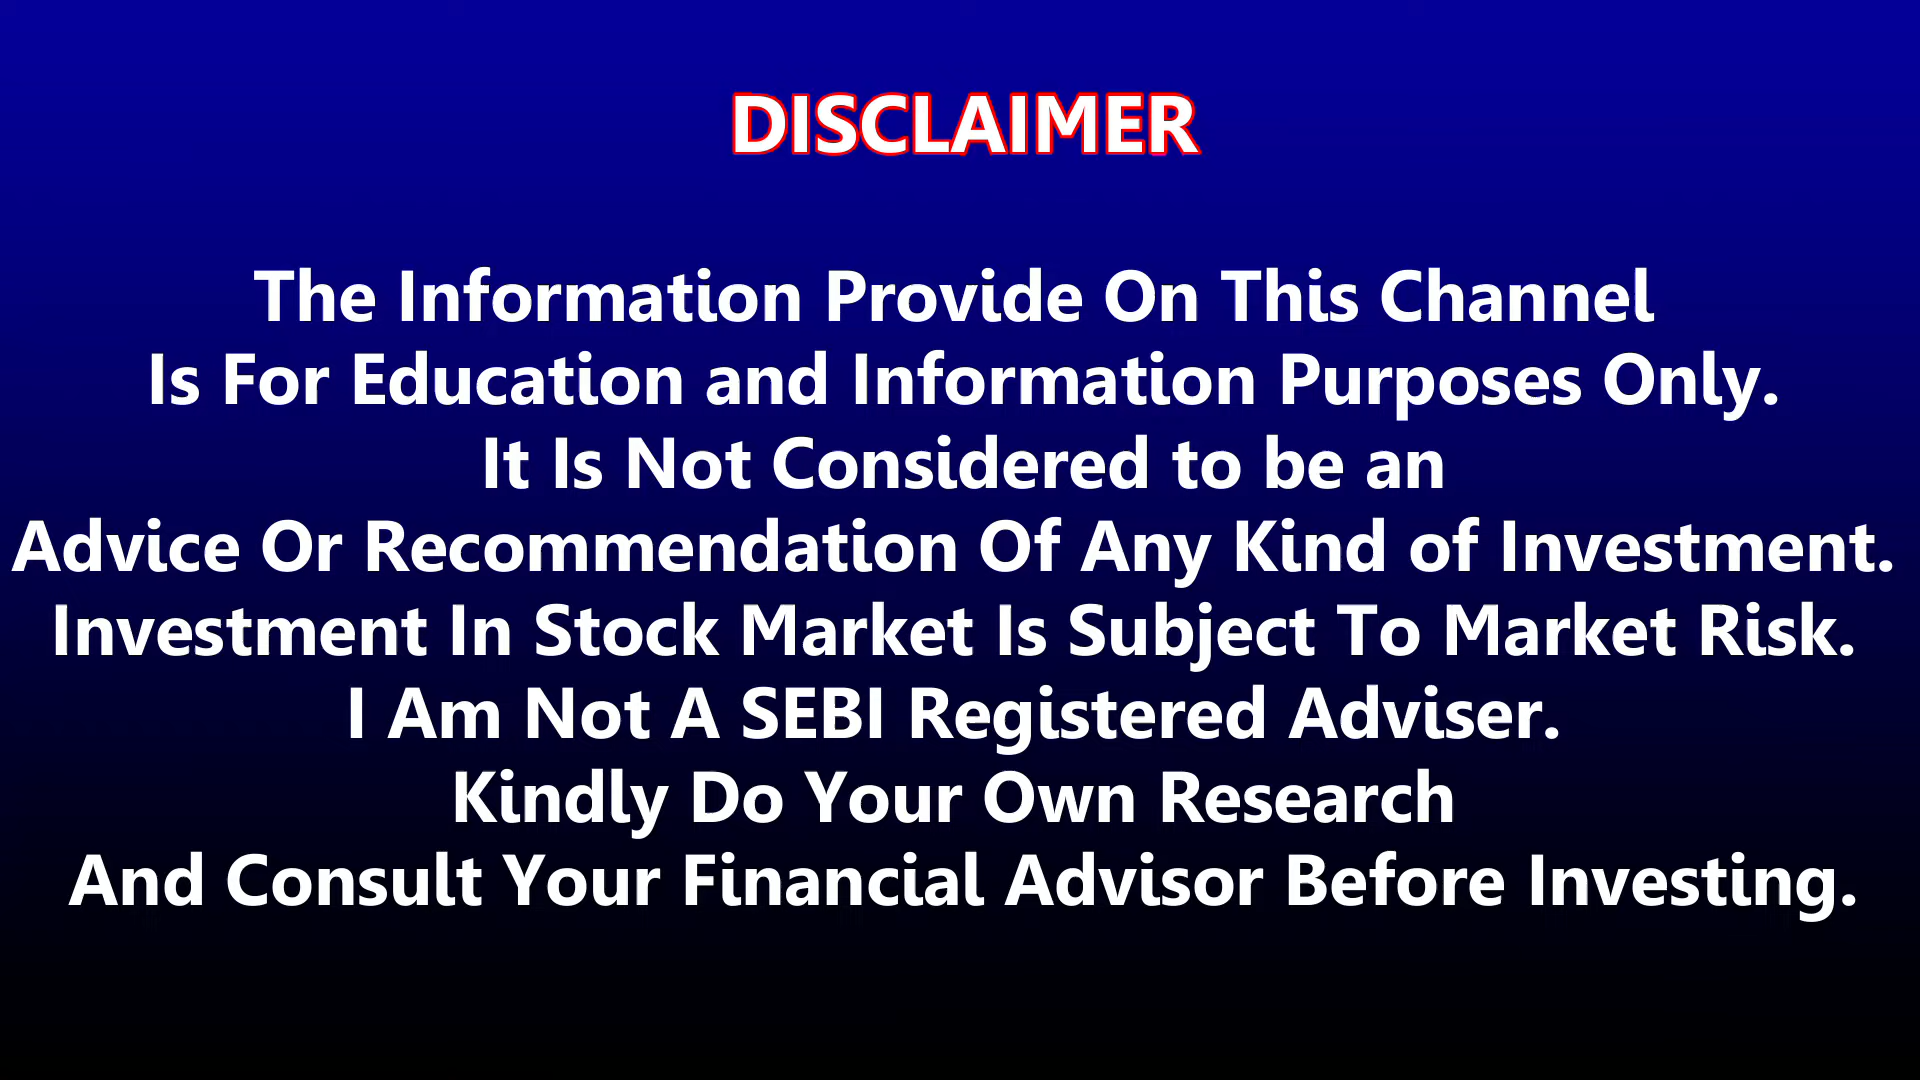 DISCLAIMER
The Information Provide On This Channel
Is For Education and Information Purposes Only.
It Is Not Considered to be an
Advice Or Recommendation Of Any Kind of Investment.
Investment In Stock Market Is Subject To Market Risk.
I Am Not A SEBI Registered Adviser.
Kindly Do Your Own Research
And Consult Your Financial Advisor Before Investing.